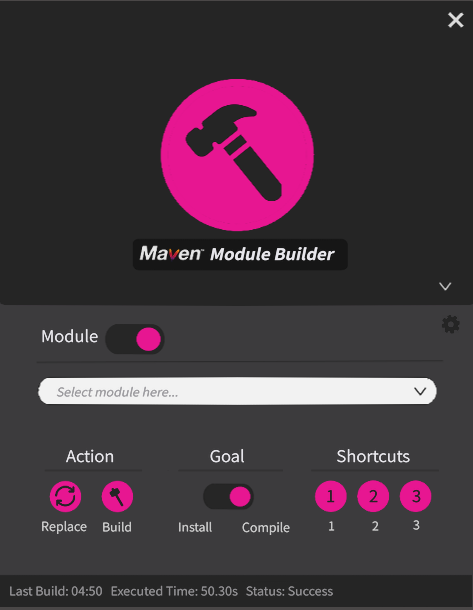 Maven™ Module Builder
Module
Select module here...
Action Goal Shortcuts
1 2 3
Replace Build Install Compile 1 2 3
Last Build: 04:50 Executed Time: 50.30s Status: Success